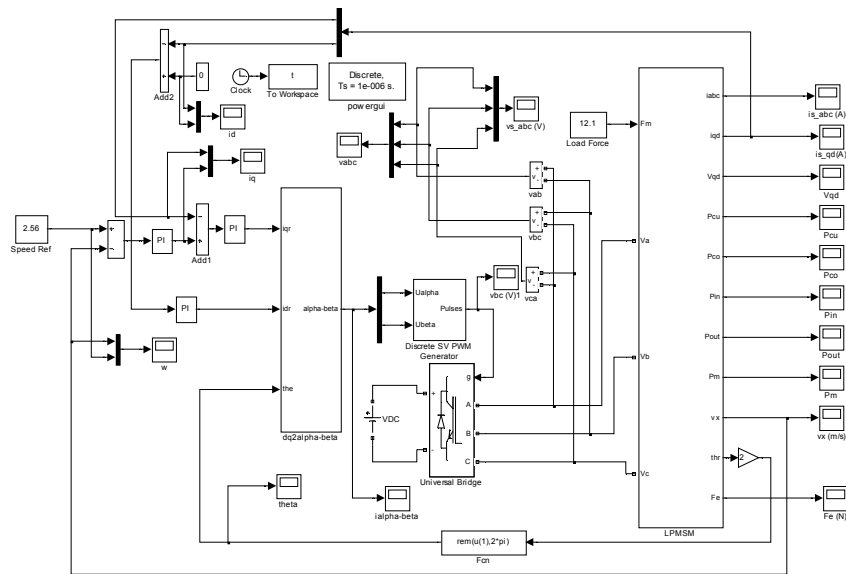 Add2
0
Clock
t
To Workspace
Discrete,
Ts = 1e-006 s.
powergui
id
iq
vabc
vs_abc (V)
12.1
Load Force
Fm
iabc
is_abc (A)
iqd
is_qd(A)
Vqd
Vqd
Pcu
Pcu
Pco
Pco
Pin
Pin
Pout
Pout
Pm
Pm
vx
vx (m/s)
thr
2
Fe
Fe (N)
Va
Vb
Vc
LPMSM
+
v
-
vab
+
v
-
vbc
+
v
-
vca
vbc (V)1
2.56
Speed Ref
+
-
PI
-
+
Add1
PI
PI
iqr
idr
the
alpha-beta
dq2alpha-beta
w
Ualpha
Ubeta
Pulses
Discrete SV PWM
Generator
VDC
+
-
g
A
B
C
Universal Bridge
theta
ialpha-beta
rem(u(1),2*pi)
Fcn